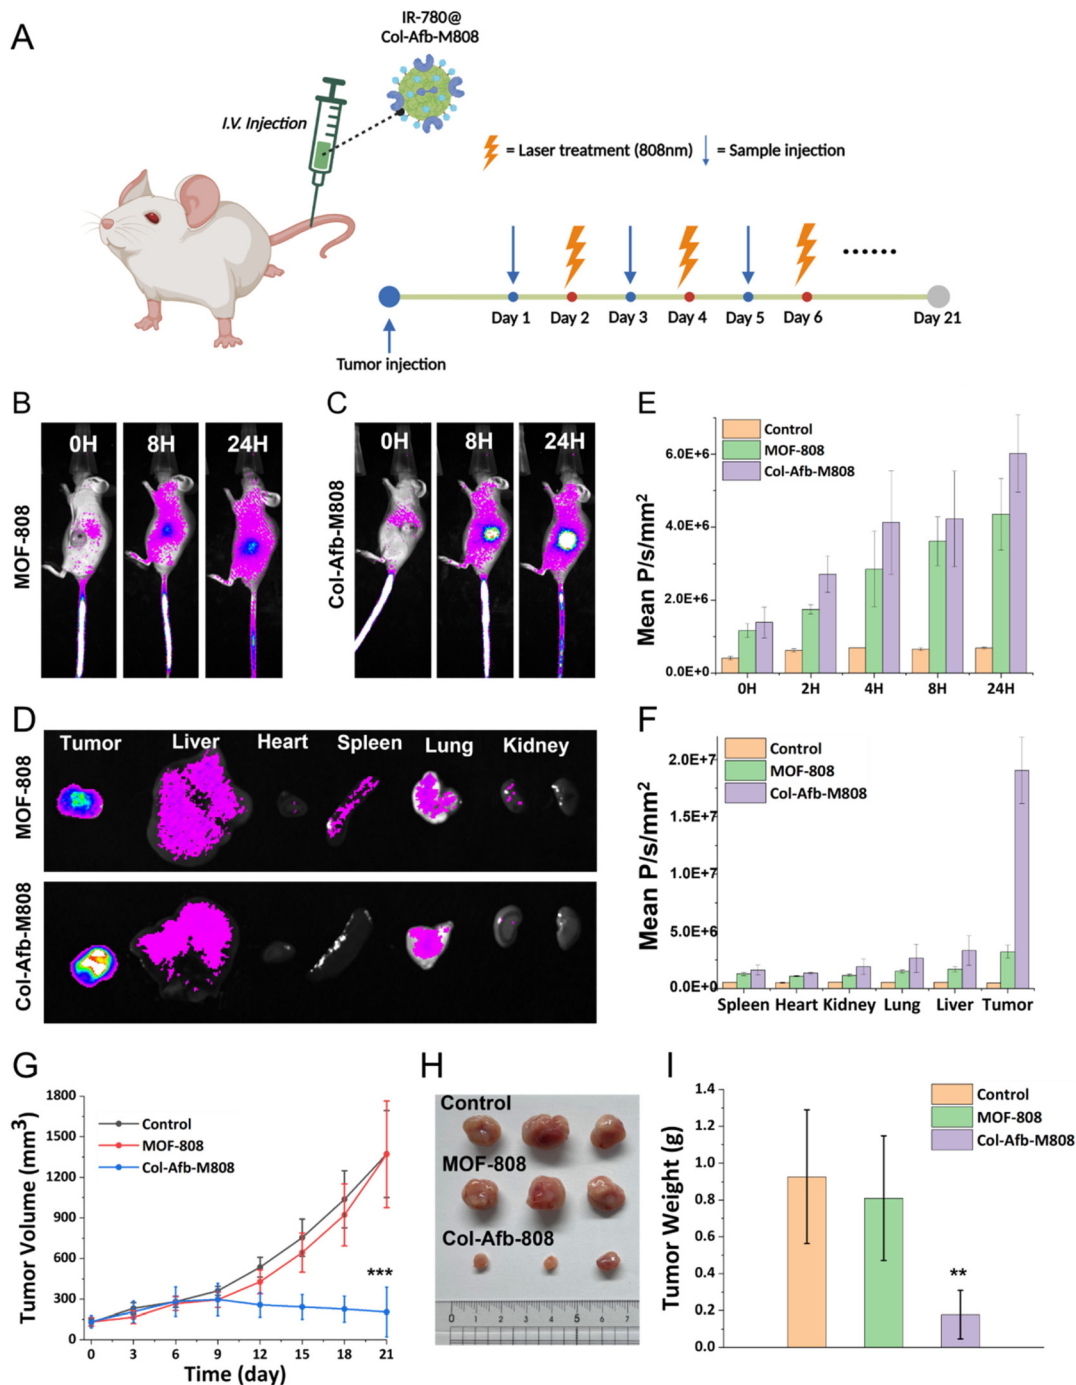 A
IR-780@
Col-Afb-M808
I.V. Injection
= Laser treatment (808nm) = Sample injection
Day 1 Day 2 Day 3 Day 4 Day 5 Day 6 Day 21
Tumor injection
B
0H 8H 24H
MOF-808
C
0H 8H 24H
Col-Afb-M808
E
Control
MOF-808
Col-Afb-M808
Mean P/s/mm²
6.0E+6
4.0E+6
2.0E+6
0.0E+0
0H 2H 4H 8H 24H
D
Tumor Liver Heart Spleen Lung Kidney
MOF-808
Col-Afb-M808
F
Control
MOF-808
Col-Afb-M808
Mean P/s/mm²
2.0E+7
1.5E+7
1.0E+7
5.0E+6
0.0E+0
Spleen Heart Kidney Lung Liver Tumor
G
Control
MOF-808
Col-Afb-M808
Tumor Volume (mm³)
1800
1500
1200
900
600
300
0
***
0 3 6 9 12 15 18 21
Time (day)
H
Control
MOF-808
Col-Afb-808
0 1 2 3 4 5 6 7
I
Control
MOF-808
Col-Afb-M808
Tumor Weight (g)
1.4
1.2
1.0
0.8
0.6
0.4
0.2
0.0
**